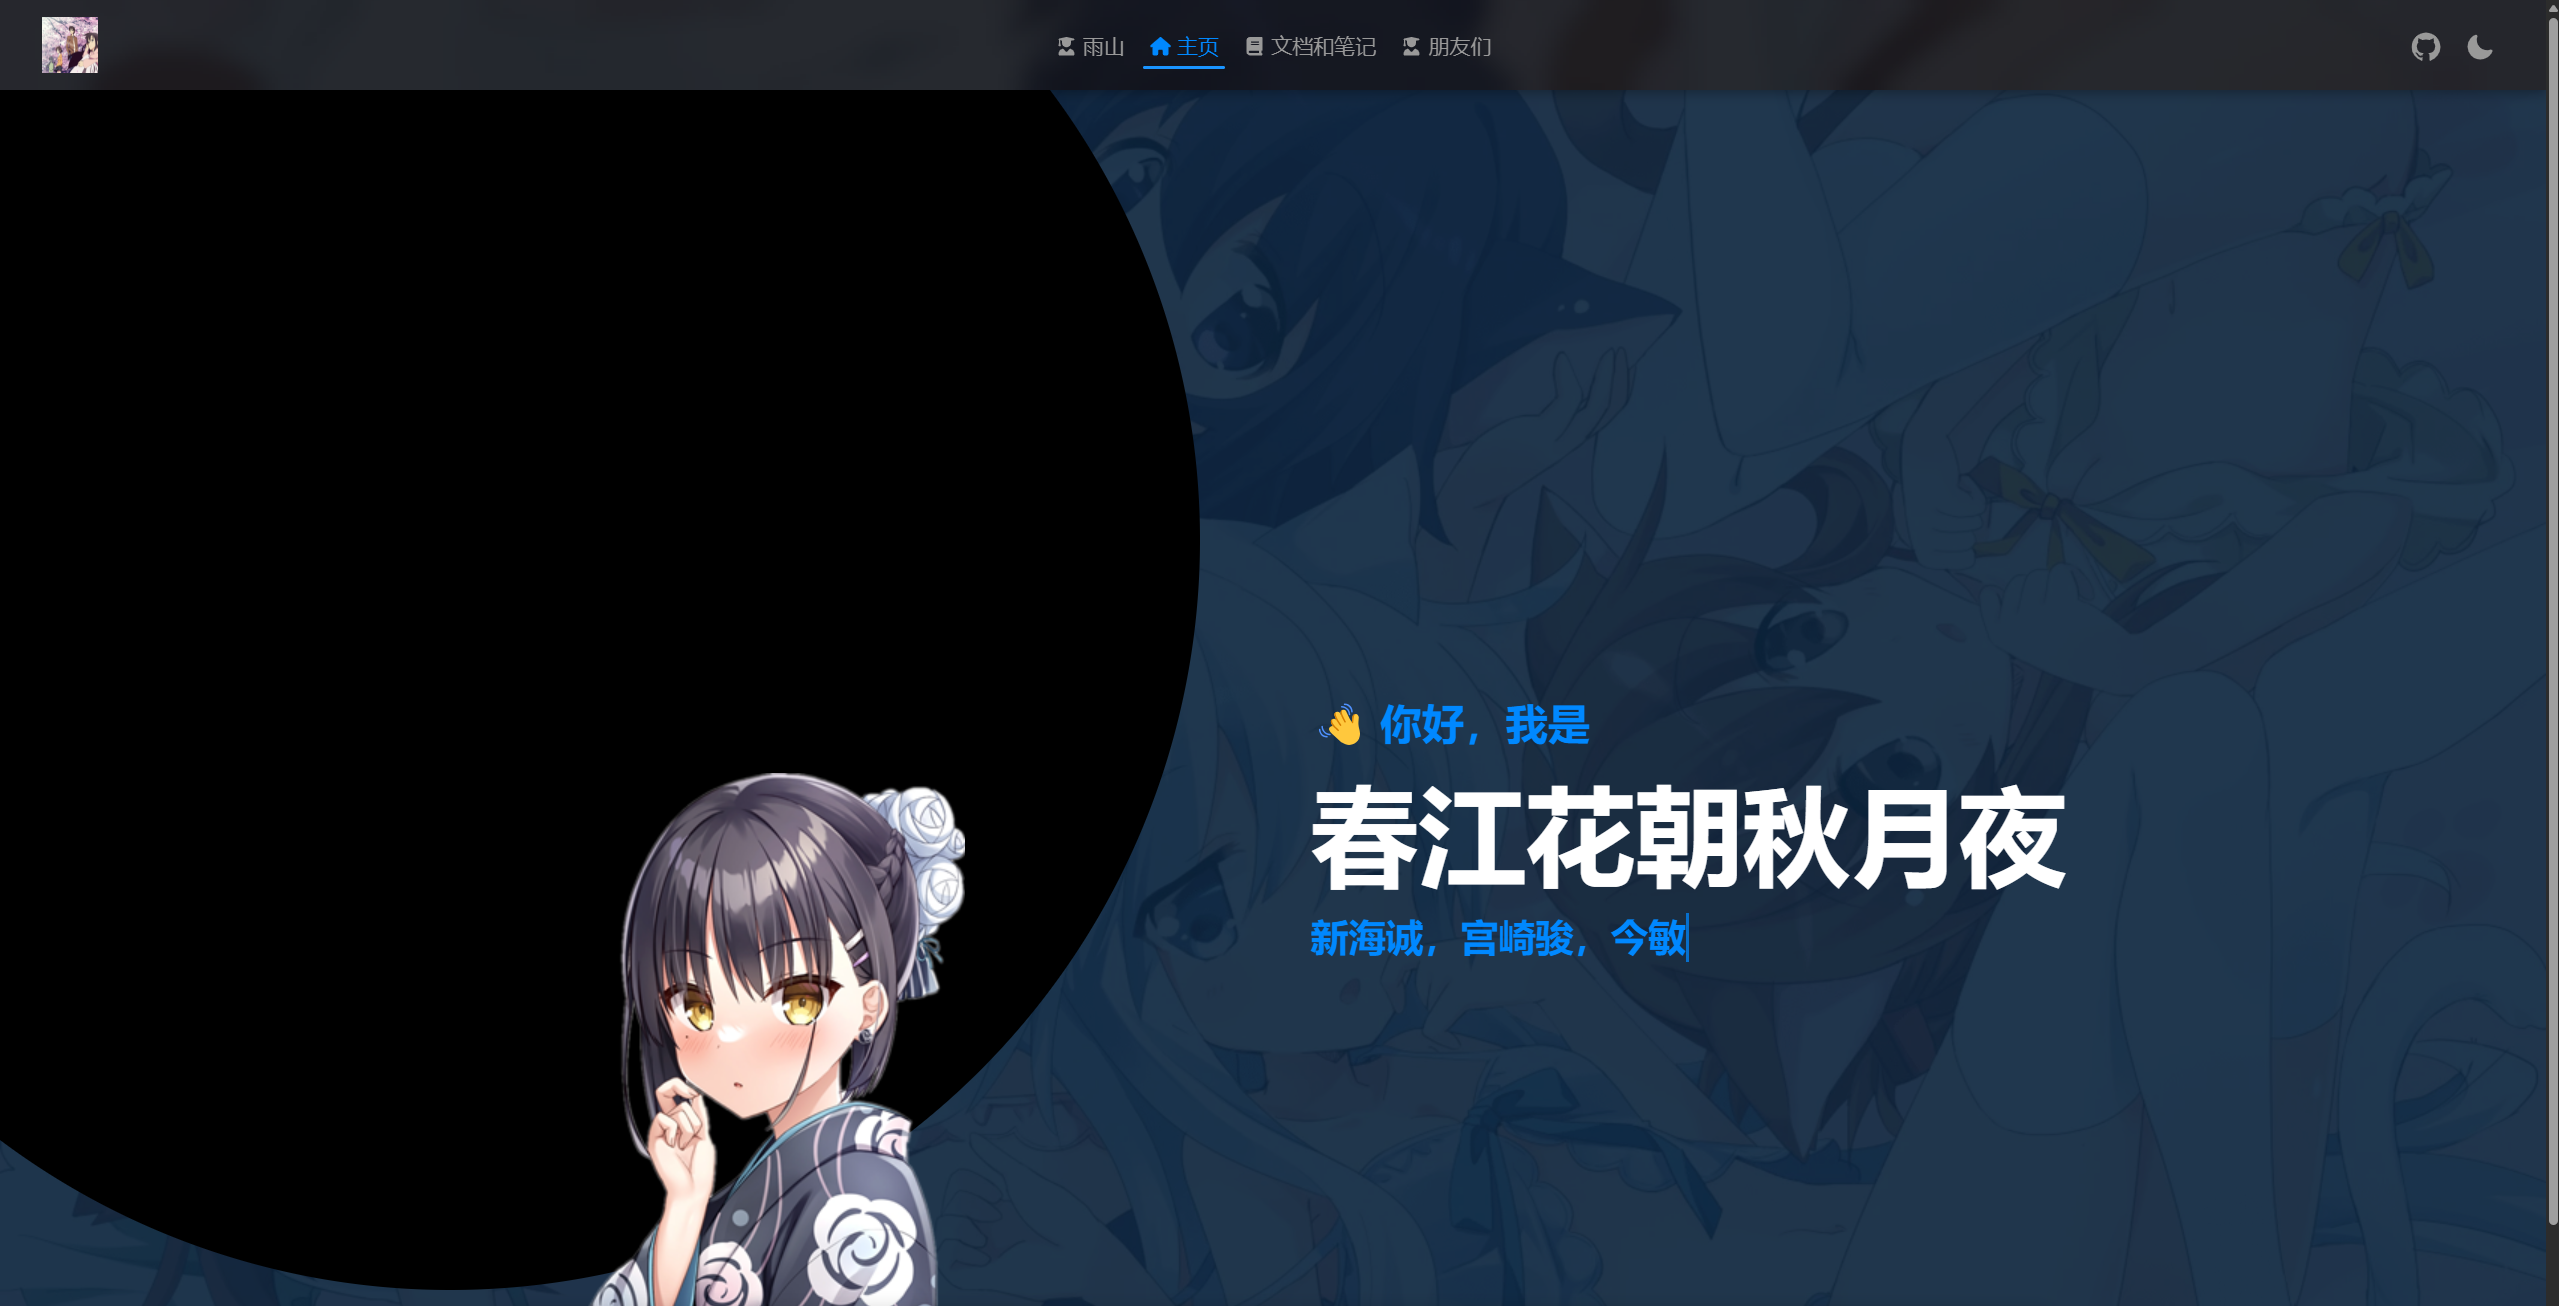 雨山 主页 文档和笔记 朋友们
👋 你好，我是
春江花朝秋月夜
新海诚，宫崎骏，今敏